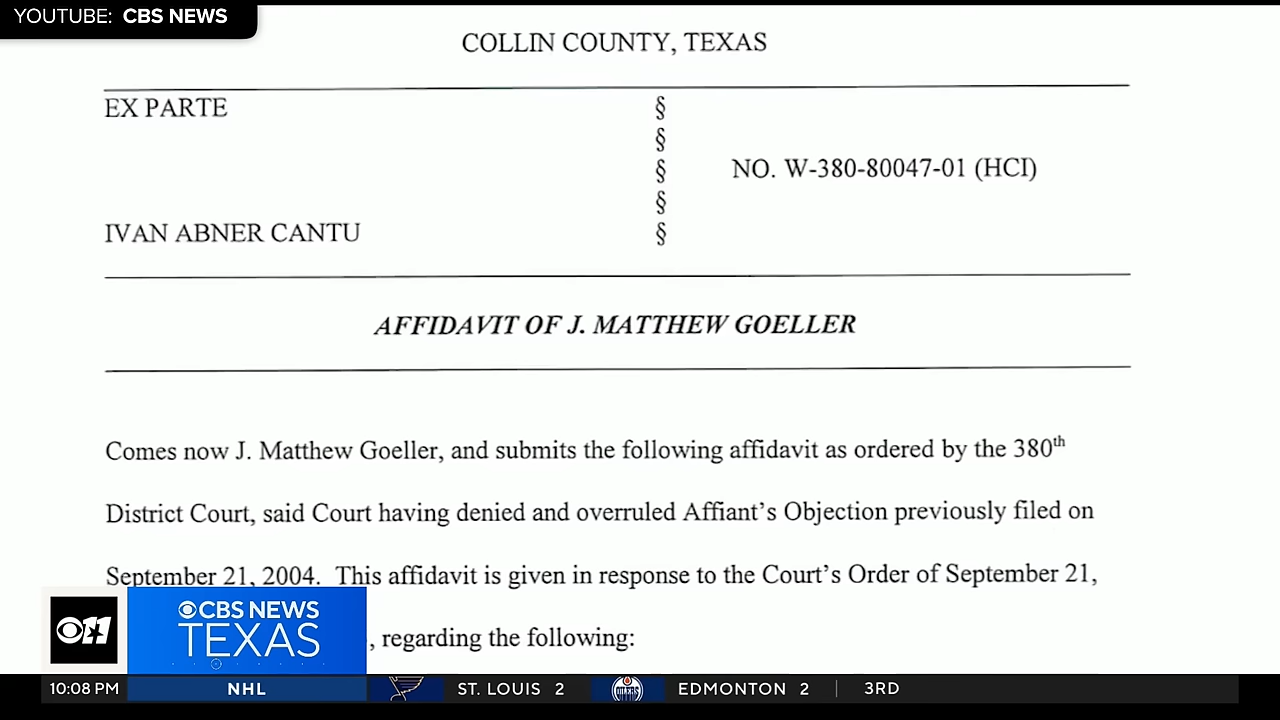 YOUTUBE: CBS NEWS
COLLIN COUNTY, TEXAS
EX PARTE §
§
§ NO. W-380-80047-01 (HCI)
§
IVAN ABNER CANTU §
AFFIDAVIT OF J. MATTHEW GOELLER
Comes now J. Matthew Goeller, and submits the following affidavit as ordered by the 380th
District Court, said Court having denied and overruled Affiant’s Objection previously filed on
September 21, 2004. This affidavit is given in response to the Court’s Order of September 21,
, regarding the following:
11
CBS NEWS
TEXAS
10:08 PM NHL ST. LOUIS 2 OILERS EDMONTON 2 3RD